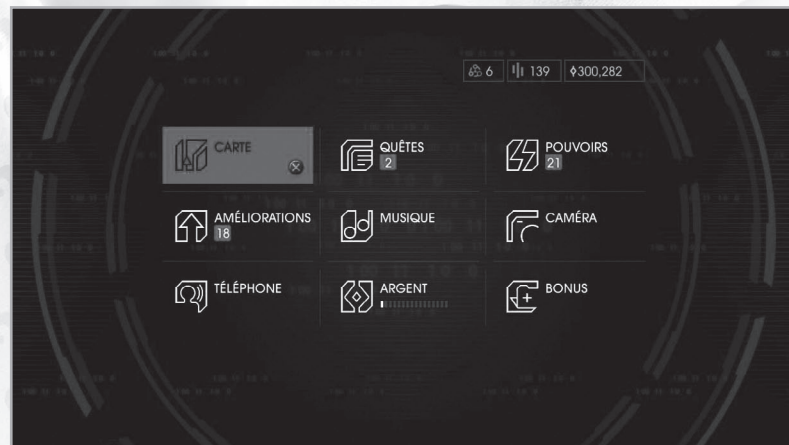 6 139 300,282
CARTE
QUÊTES
2
POUVOIRS
21
AMÉLIORATIONS
18
MUSIQUE
CAMÉRA
TÉLÉPHONE
ARGENT
BONUS